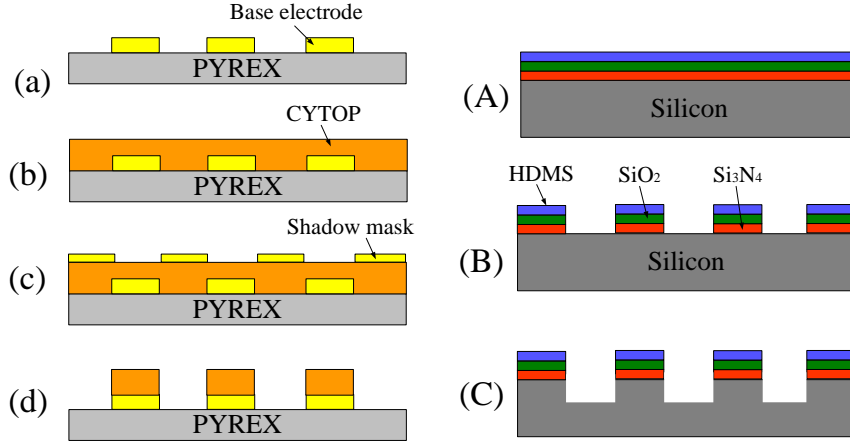 Base electrode
PYREX
(a)
CYTOP
PYREX
(b)
Shadow mask
PYREX
(c)
PYREX
(d)
Silicon
(A)
HDMS
SiO₂
Si₃N₄
Silicon
(B)
(C)